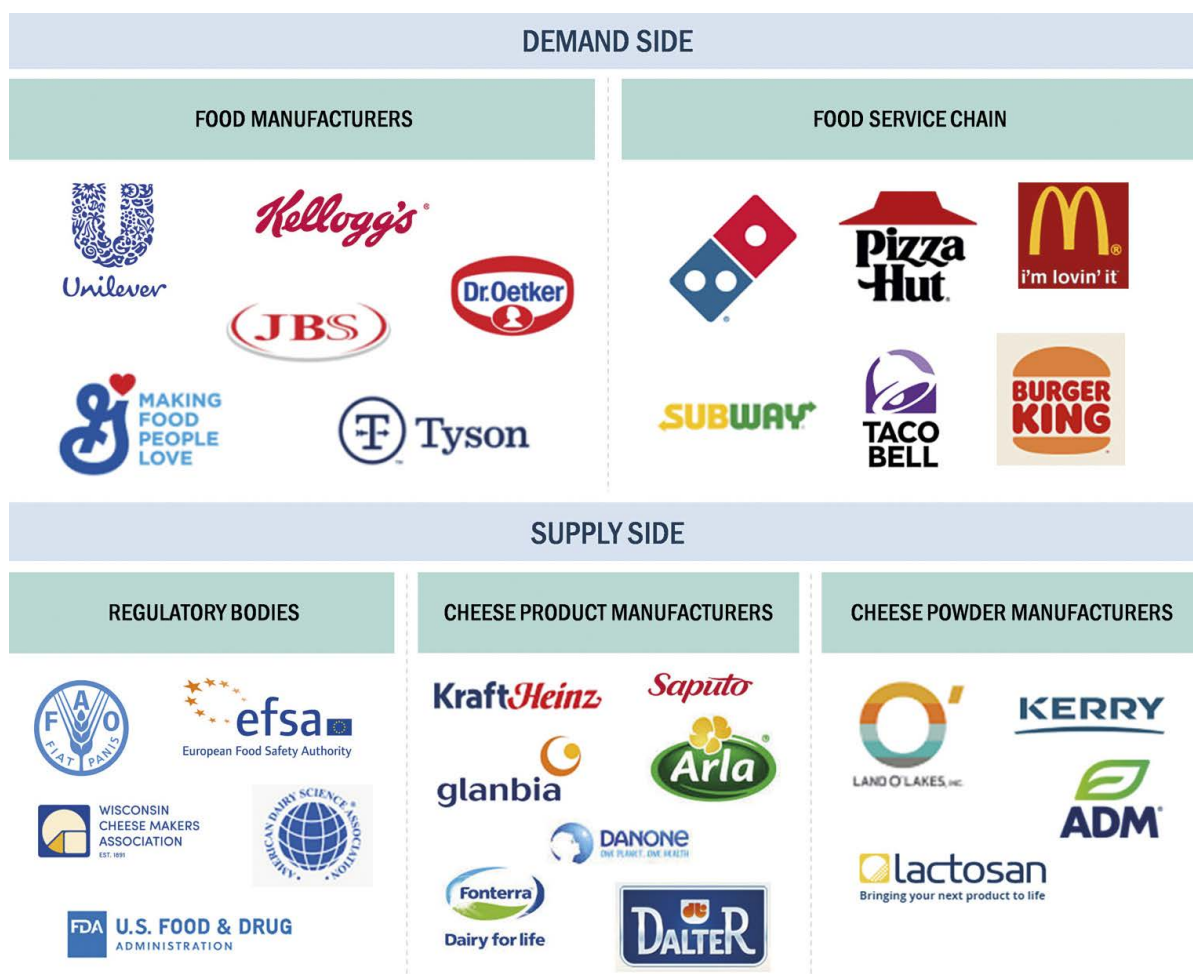 DEMAND SIDE
FOOD MANUFACTURERS
FOOD SERVICE CHAIN
Unilever
Kellogg's®
JBS
Dr. Oetker
G
MAKING
FOOD
PEOPLE
LOVE
T
Tyson
Pizza
Hut®
M®
i'm lovin' it
SUBWAY
TACO
BELL
BURGER
KING
SUPPLY SIDE
REGULATORY BODIES
CHEESE PRODUCT MANUFACTURERS
CHEESE POWDER MANUFACTURERS
F A O
FIAT PANIS
efsa
European Food Safety Authority
WISCONSIN
CHEESE MAKERS
ASSOCIATION
EST. 1891
AMERICAN DAIRY SCIENCE ASSOCIATION®
FDA
U.S. FOOD & DRUG
ADMINISTRATION
KraftHeinz
Saputo
glanbia
Arla®
DANONE
ONE PLANET. ONE HEALTH
Fonterra
Dairy for life
DALTER
LAND O'LAKES, INC.
KERRY
ADM®
lactosan
Bringing your next product to life